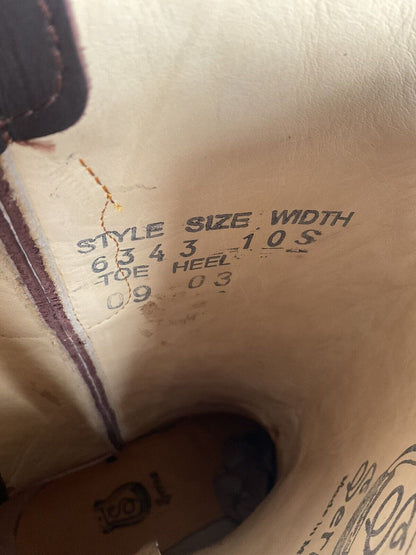 STYLE SIZE WIDTH
6343 10S
TOE HEEL
09 03